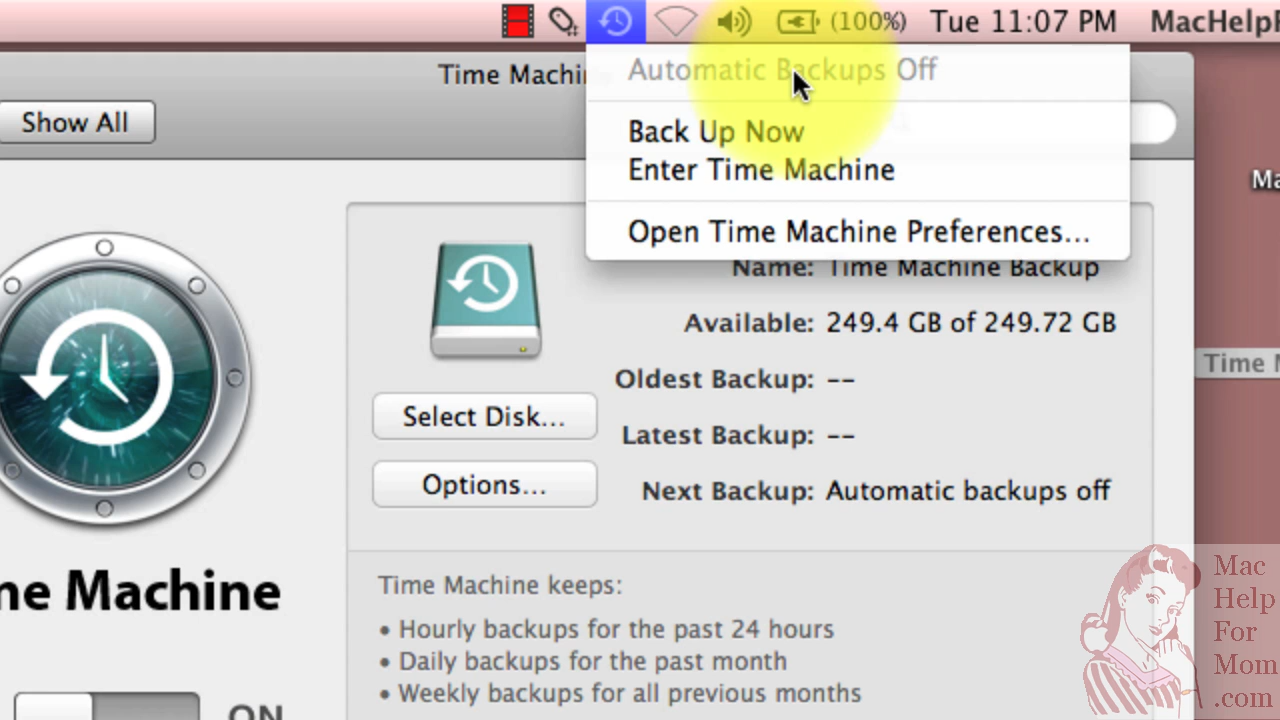 (100%) Tue 11:07 PM MacHelpF
Time Machin
Automatic Backups Off
Show All
Back Up Now
Enter Time Machine
Open Time Machine Preferences...
Ma
Name: Time Machine Backup
Available: 249.4 GB of 249.72 GB
Time M
Oldest Backup: --
Select Disk...
Latest Backup: --
Options...
Next Backup: Automatic backups off
ne Machine
Time Machine keeps:
• Hourly backups for the past 24 hours
• Daily backups for the past month
• Weekly backups for all previous months
ON
Mac
Help
For
Mom
.com